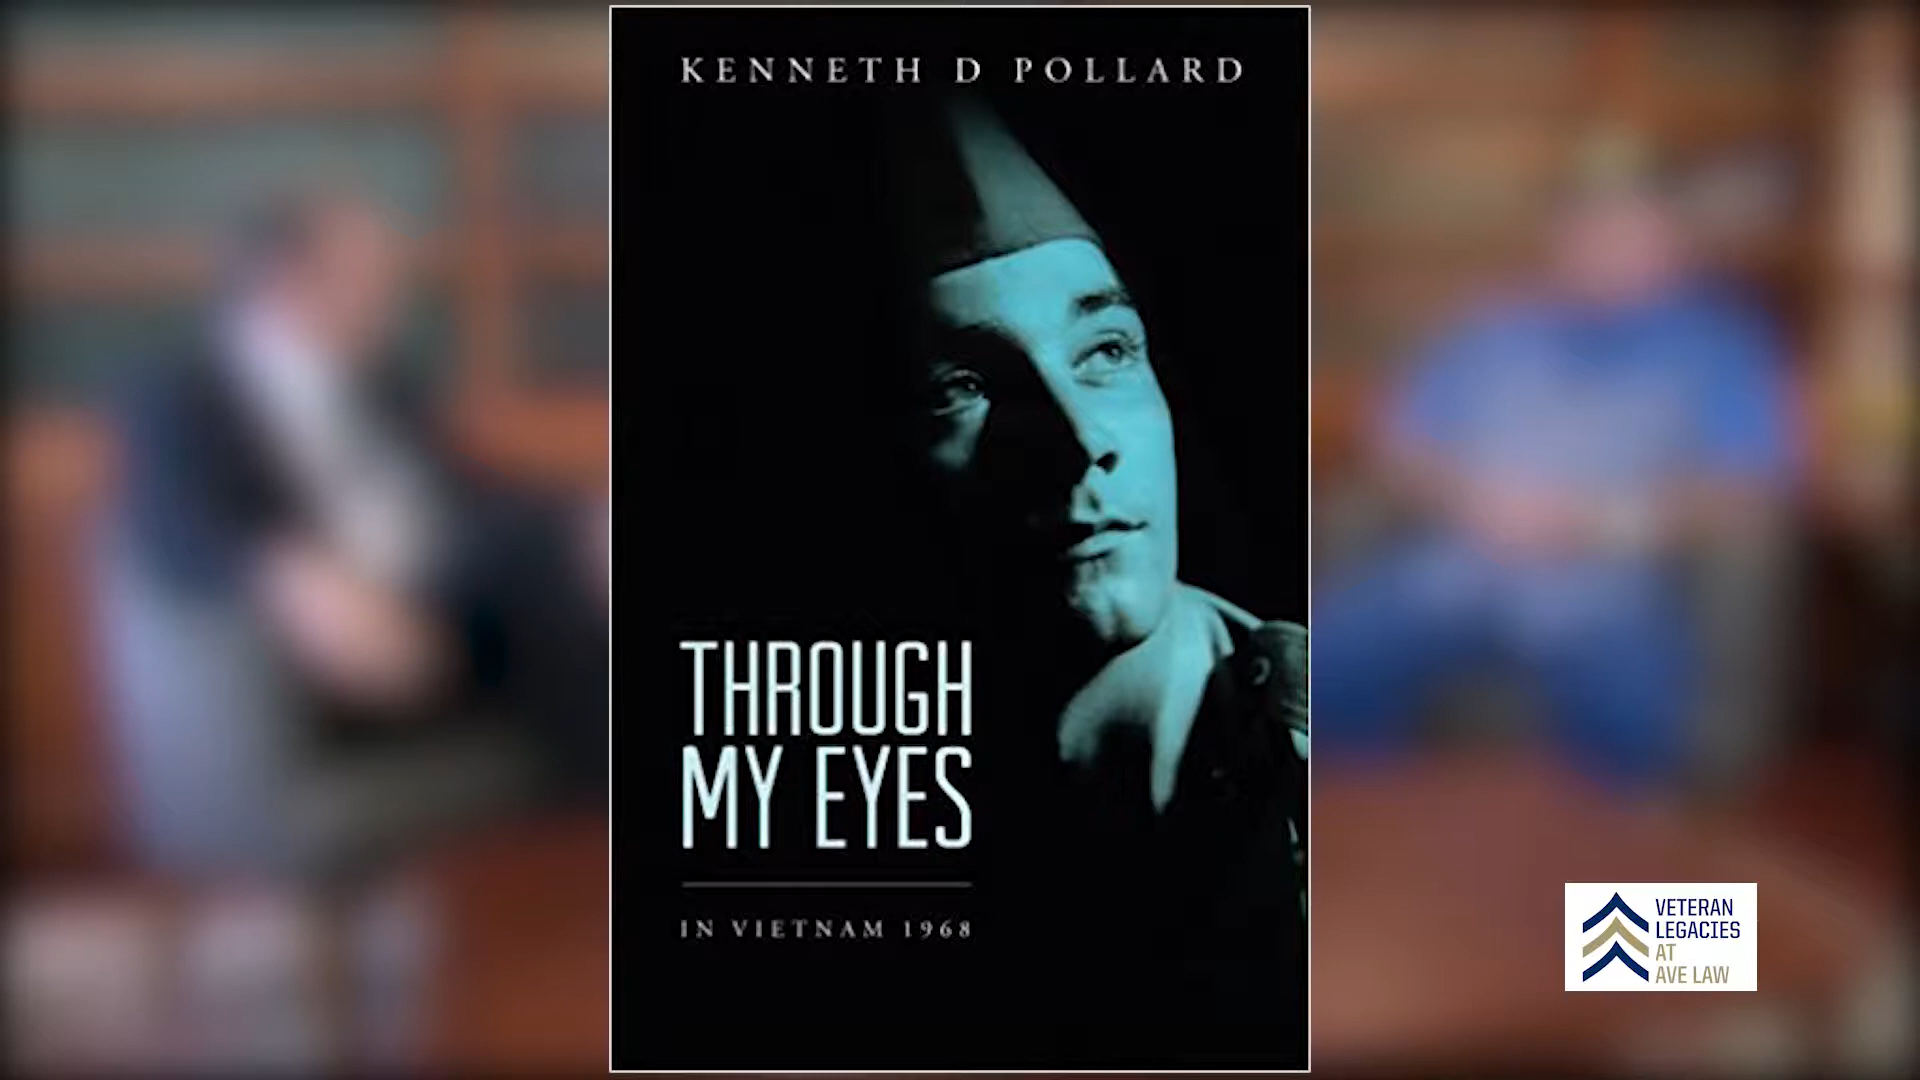 KENNETH D POLLARD
THROUGH
MY EYES
IN VIETNAM 1968
VETERAN
LEGACIES
AT
AVE LAW